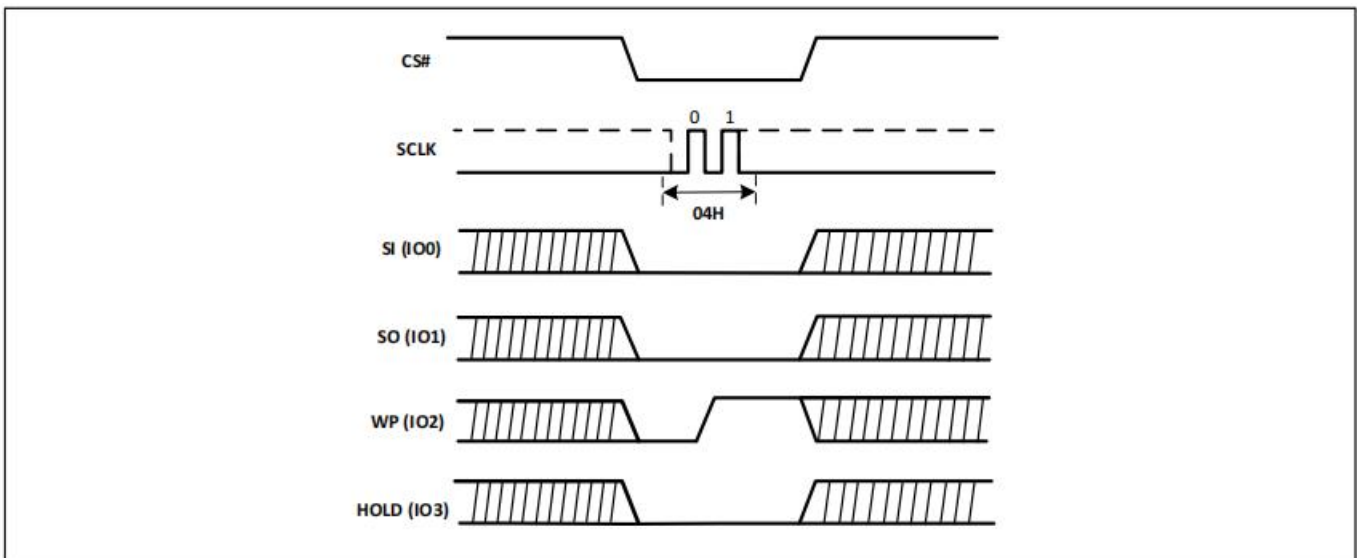 CS#
0 1
SCLK
04H
SI (IO0)
SO (IO1)
WP (IO2)
HOLD (IO3)